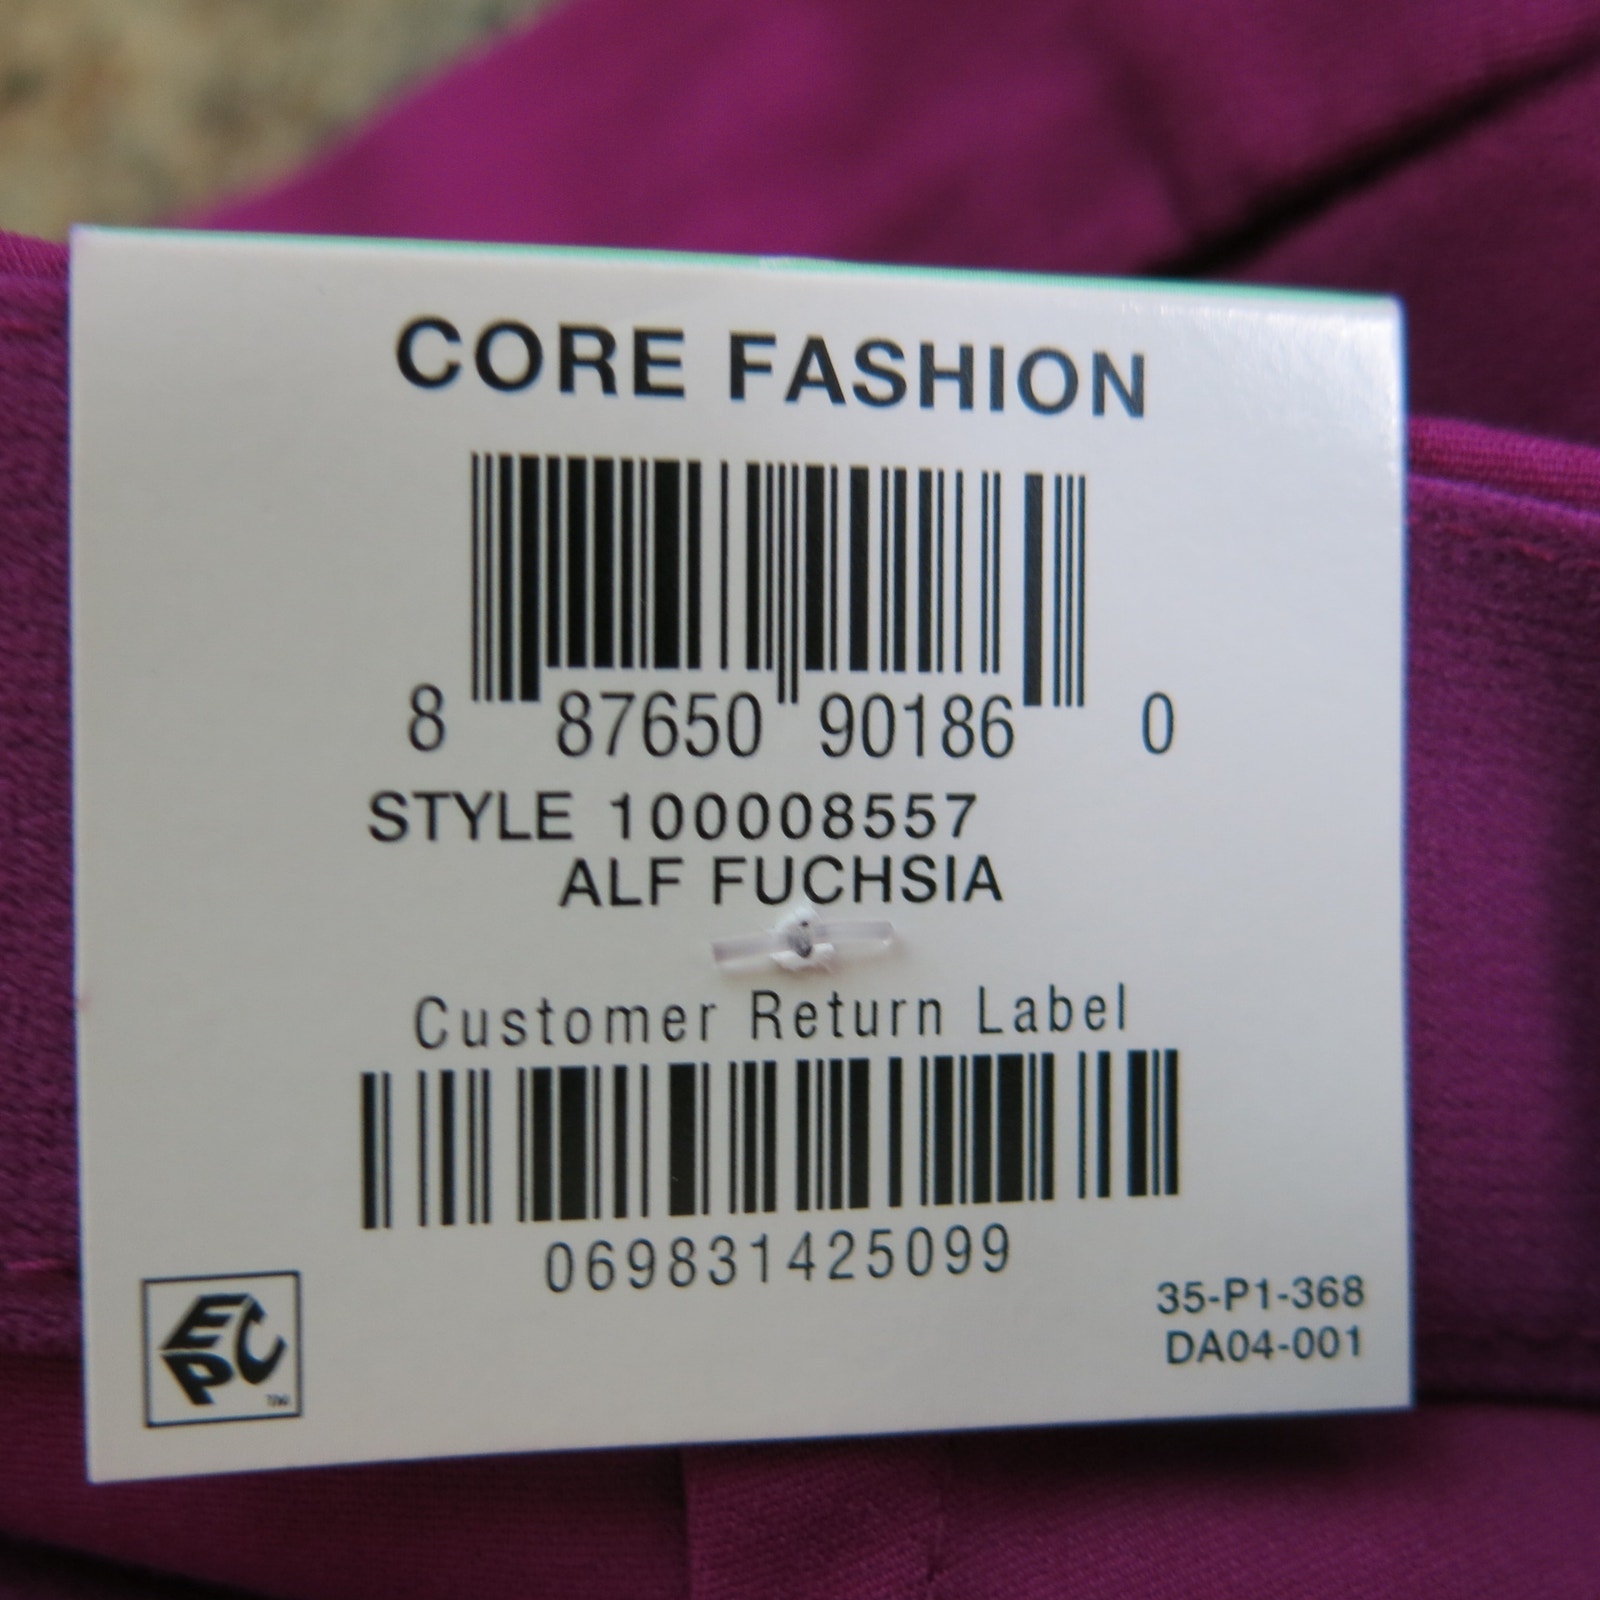 CORE FASHION
8 87650 90186 0
STYLE 100008557
ALF FUCHSIA
Customer Return Label
069831425099
35-P1-368
DA04-001
EPC
TM